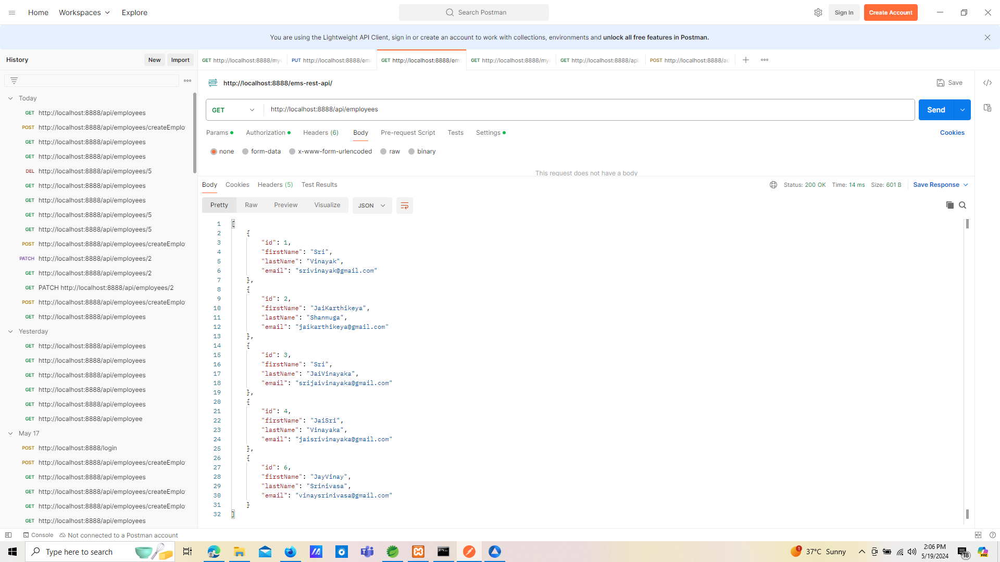 Home
Workspaces
Explore
Search Postman
Sign In
Create Account
You are using the Lightweight API Client, sign in or create an account to work with collections, environments and unlock all free features in Postman.
History
New
Import
GET http://localhost:8888/my
PUT http://localhost:8888/em
GET http://localhost:8888/em
GET http://localhost:8888/my
GET http://localhost:8888/api
POST http://localhost:8888/au
HTTP http://localhost:8888/ems-rest-api/
Save
GET
http://localhost:8888/api/employees
Send
Params
Authorization
Headers (6)
Body
Pre-request Script
Tests
Settings
Cookies
none
form-data
x-www-form-urlencoded
raw
binary
This request does not have a body
Today
GET http://localhost:8888/api/employees
POST http://localhost:8888/api/employees/createEmplo
GET http://localhost:8888/api/employees
GET http://localhost:8888/api/employees
DEL http://localhost:8888/api/employees/5
GET http://localhost:8888/api/employees
GET http://localhost:8888/api/employees
GET http://localhost:8888/api/employees/5
GET http://localhost:8888/api/employees/5
POST http://localhost:8888/api/employees/createEmplo
PATCH http://localhost:8888/api/employees/2
GET http://localhost:8888/api/employees/2
GET PATCH http://localhost:8888/api/employees/2
POST http://localhost:8888/api/employees/createEmplo
GET http://localhost:8888/api/employees
Yesterday
GET http://localhost:8888/api/employees
GET http://localhost:8888/api/employees
GET http://localhost:8888/api/employees
GET http://localhost:8888/api/employees
GET http://localhost:8888/api/employees
GET http://localhost:8888/api/employee
May 17
POST http://localhost:8888/login
POST http://localhost:8888/api/employees/createEmplo
GET http://localhost:8888/api/employees
GET http://localhost:8888/api/employees/createEmplo
GET http://localhost:8888/api/employees/createEmplo
GET http://localhost:8888/api/employees
Body
Cookies
Headers (5)
Test Results
Status: 200 OK
Time: 14 ms
Size: 601 B
Save Response
Pretty
Raw
Preview
Visualize
JSON
1 [
2 {
3 "id": 1,
4 "firstName": "Sri",
5 "lastName": "Vinayak",
6 "email": "srivinayak@gmail.com"
7 },
8 {
9 "id": 2,
10 "firstName": "JaiKarthikeya",
11 "lastName": "Shanmuga",
12 "email": "jaikarthikeya@gmail.com"
13 },
14 {
15 "id": 3,
16 "firstName": "Sri",
17 "lastName": "JaiVinayaka",
18 "email": "srijaivinayaka@gmail.com"
19 },
20 {
21 "id": 4,
22 "firstName": "JaiSri",
23 "lastName": "Vinayaka",
24 "email": "jaisrivinayaka@gmail.com"
25 },
26 {
27 "id": 6,
28 "firstName": "JayVinay",
29 "lastName": "Srinivasa",
30 "email": "vinaysrinivasa@gmail.com"
31 }
32 ]
Console
Not connected to a Postman account
Type here to search
1
37°C Sunny
2:06 PM
5/19/2024
18
PRE